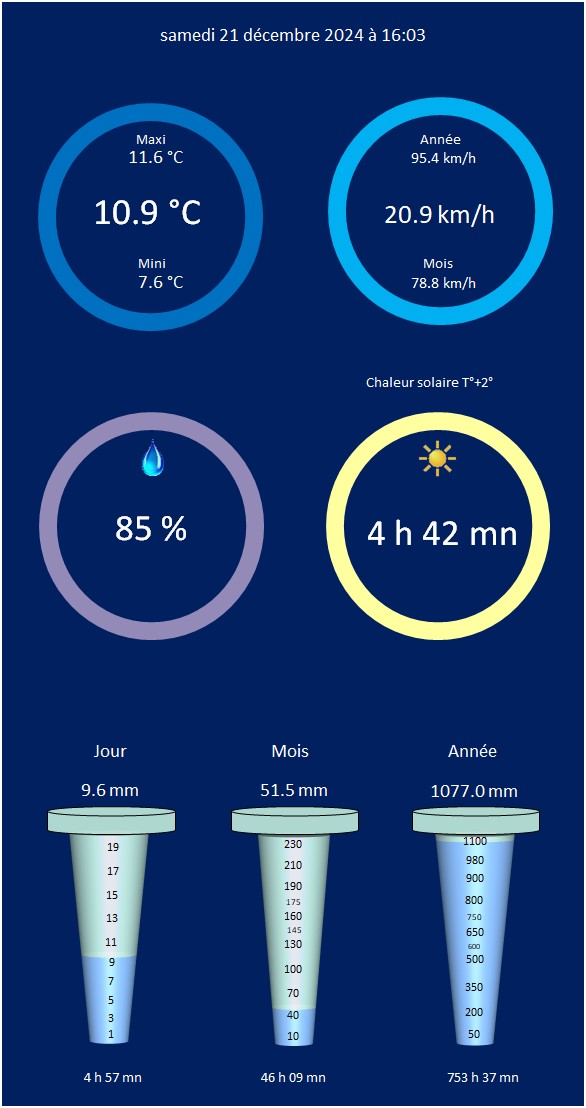 samedi 21 décembre 2024 à 16:03
Maxi
11.6 °C
10.9 °C
Mini
7.6 °C
Année
95.4 km/h
20.9 km/h
Mois
78.8 km/h
Chaleur solaire T°+2°
85 %
4 h 42 mn
Jour
9.6 mm
19
17
15
13
11
9
7
5
3
1
4 h 57 mn
Mois
51.5 mm
230
210
190
175
160
145
130
100
70
40
10
46 h 09 mn
Année
1077.0 mm
1100
980
900
800
750
650
600
500
350
200
50
753 h 37 mn